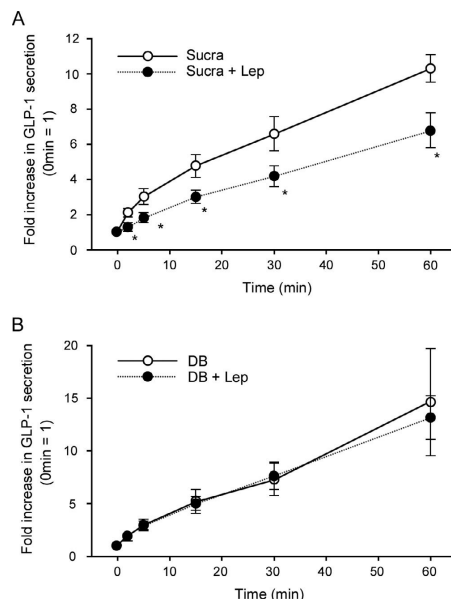 A
Sucra
Sucra + Lep
Fold increase in GLP-1 secretion
(0min = 1)
12
10
8
6
4
2
0
*
*
*
*
*
0
10
20
30
40
50
60
Time (min)
B
DB
DB + Lep
Fold increase in GLP-1 secretion
(0min = 1)
20
15
10
5
0
0
10
20
30
40
50
60
Time (min)